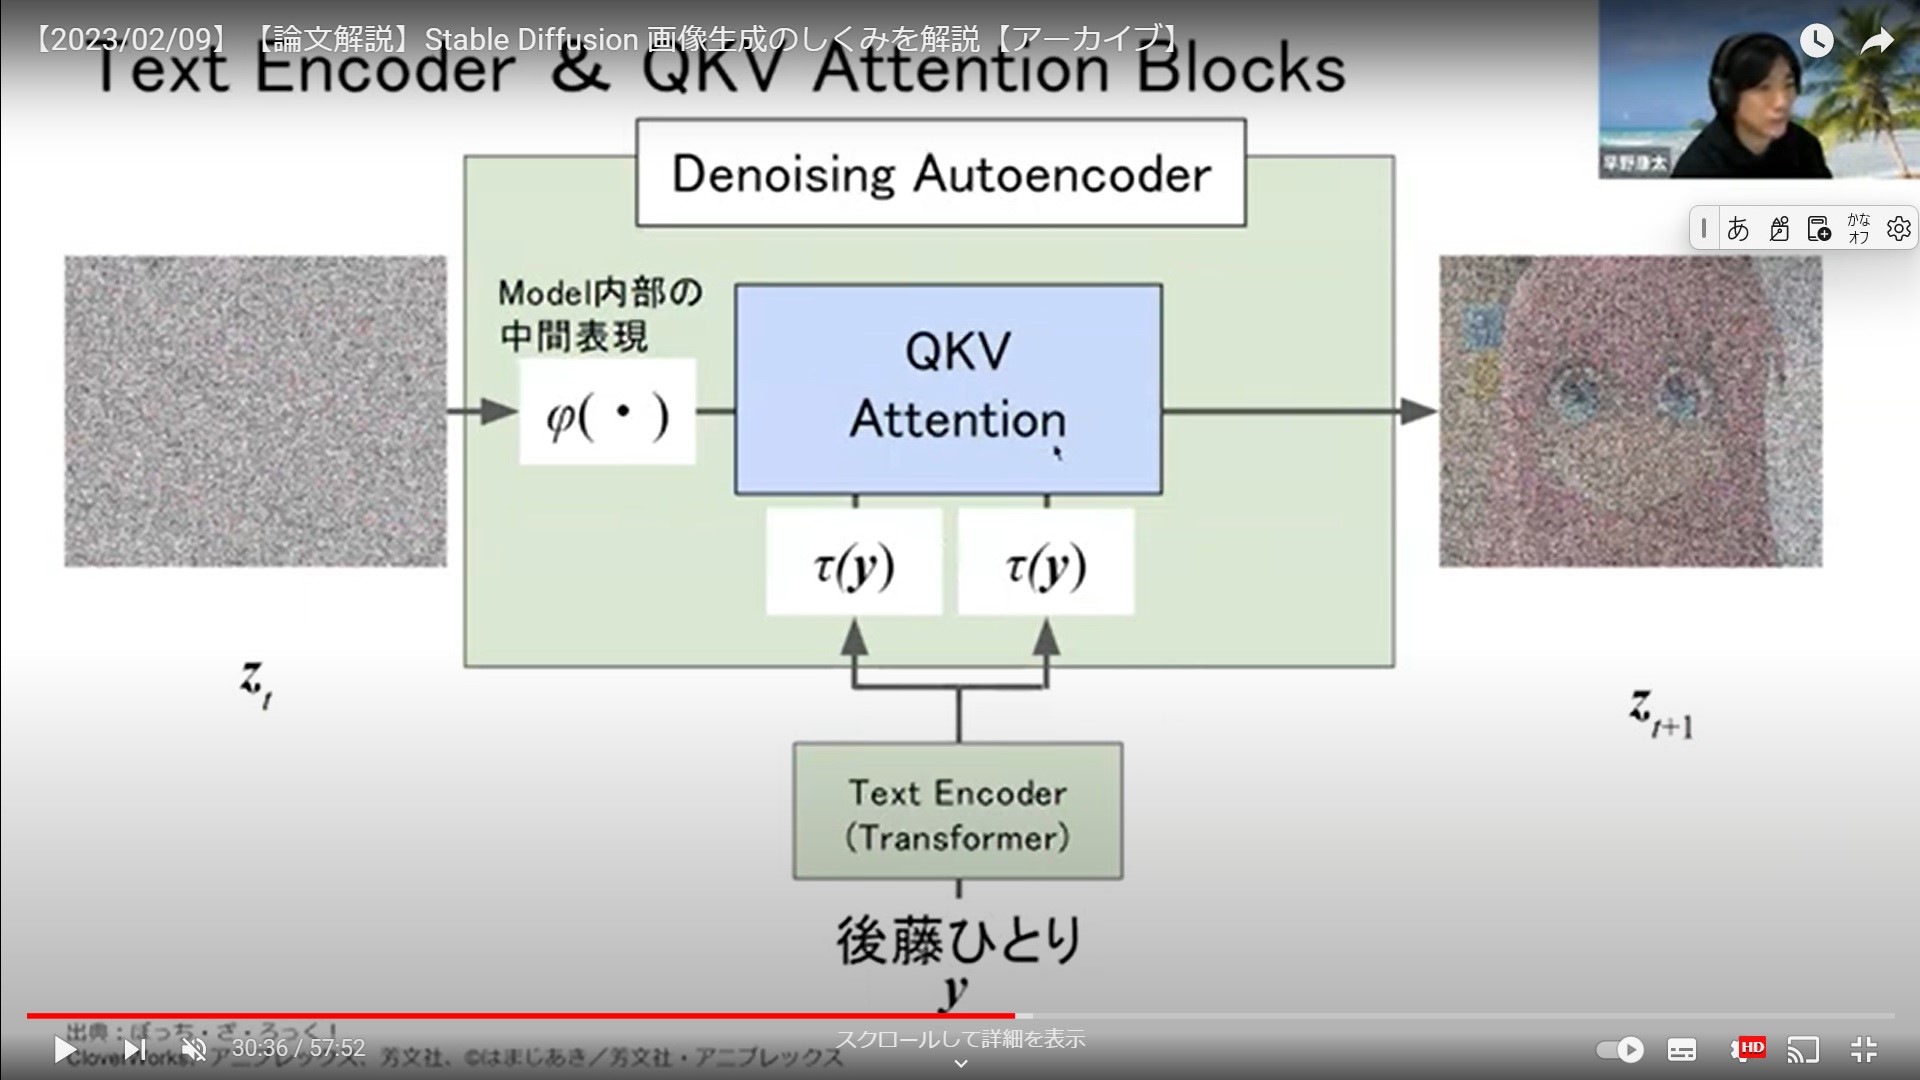 【2023/02/09】【論文解説】Stable Diffusion 画像生成のしくみを解説【アーカイブ】
Text Encoder & QKV Attention Blocks
早野康太
Denoising Autoencoder
あ
かな
オフ
Model内部の
中間表現
φ(・)
QKV
Attention
τ(y)
τ(y)
z_t
z_{t+1}
Text Encoder
(Transformer)
後藤ひとり
y
出典：ぼっち・ざ・ろっく！
スクロールして詳細を表示
30:36 / 57:52
HD
CloverWorks、アニプレックス、芳文社、©はまじあき／芳文社・アニプレックス